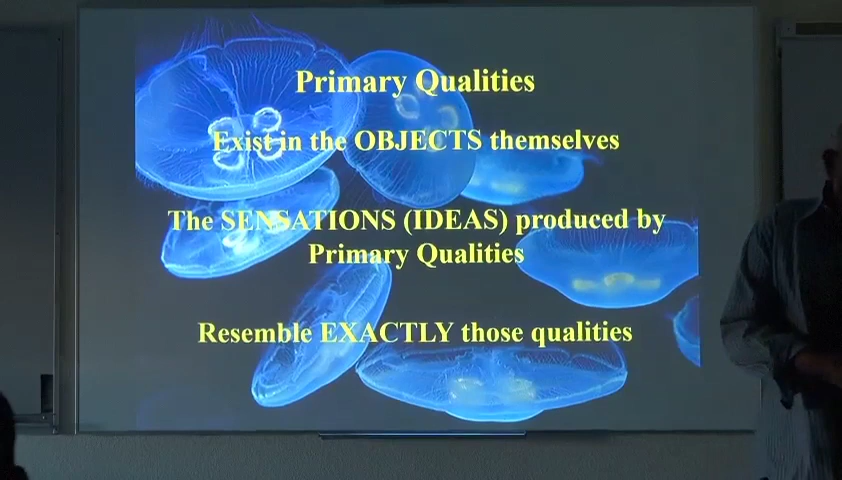 Primary Qualities
Exist in the OBJECTS themselves
The SENSATIONS (IDEAS) produced by
Primary Qualities
Resemble EXACTLY those qualities